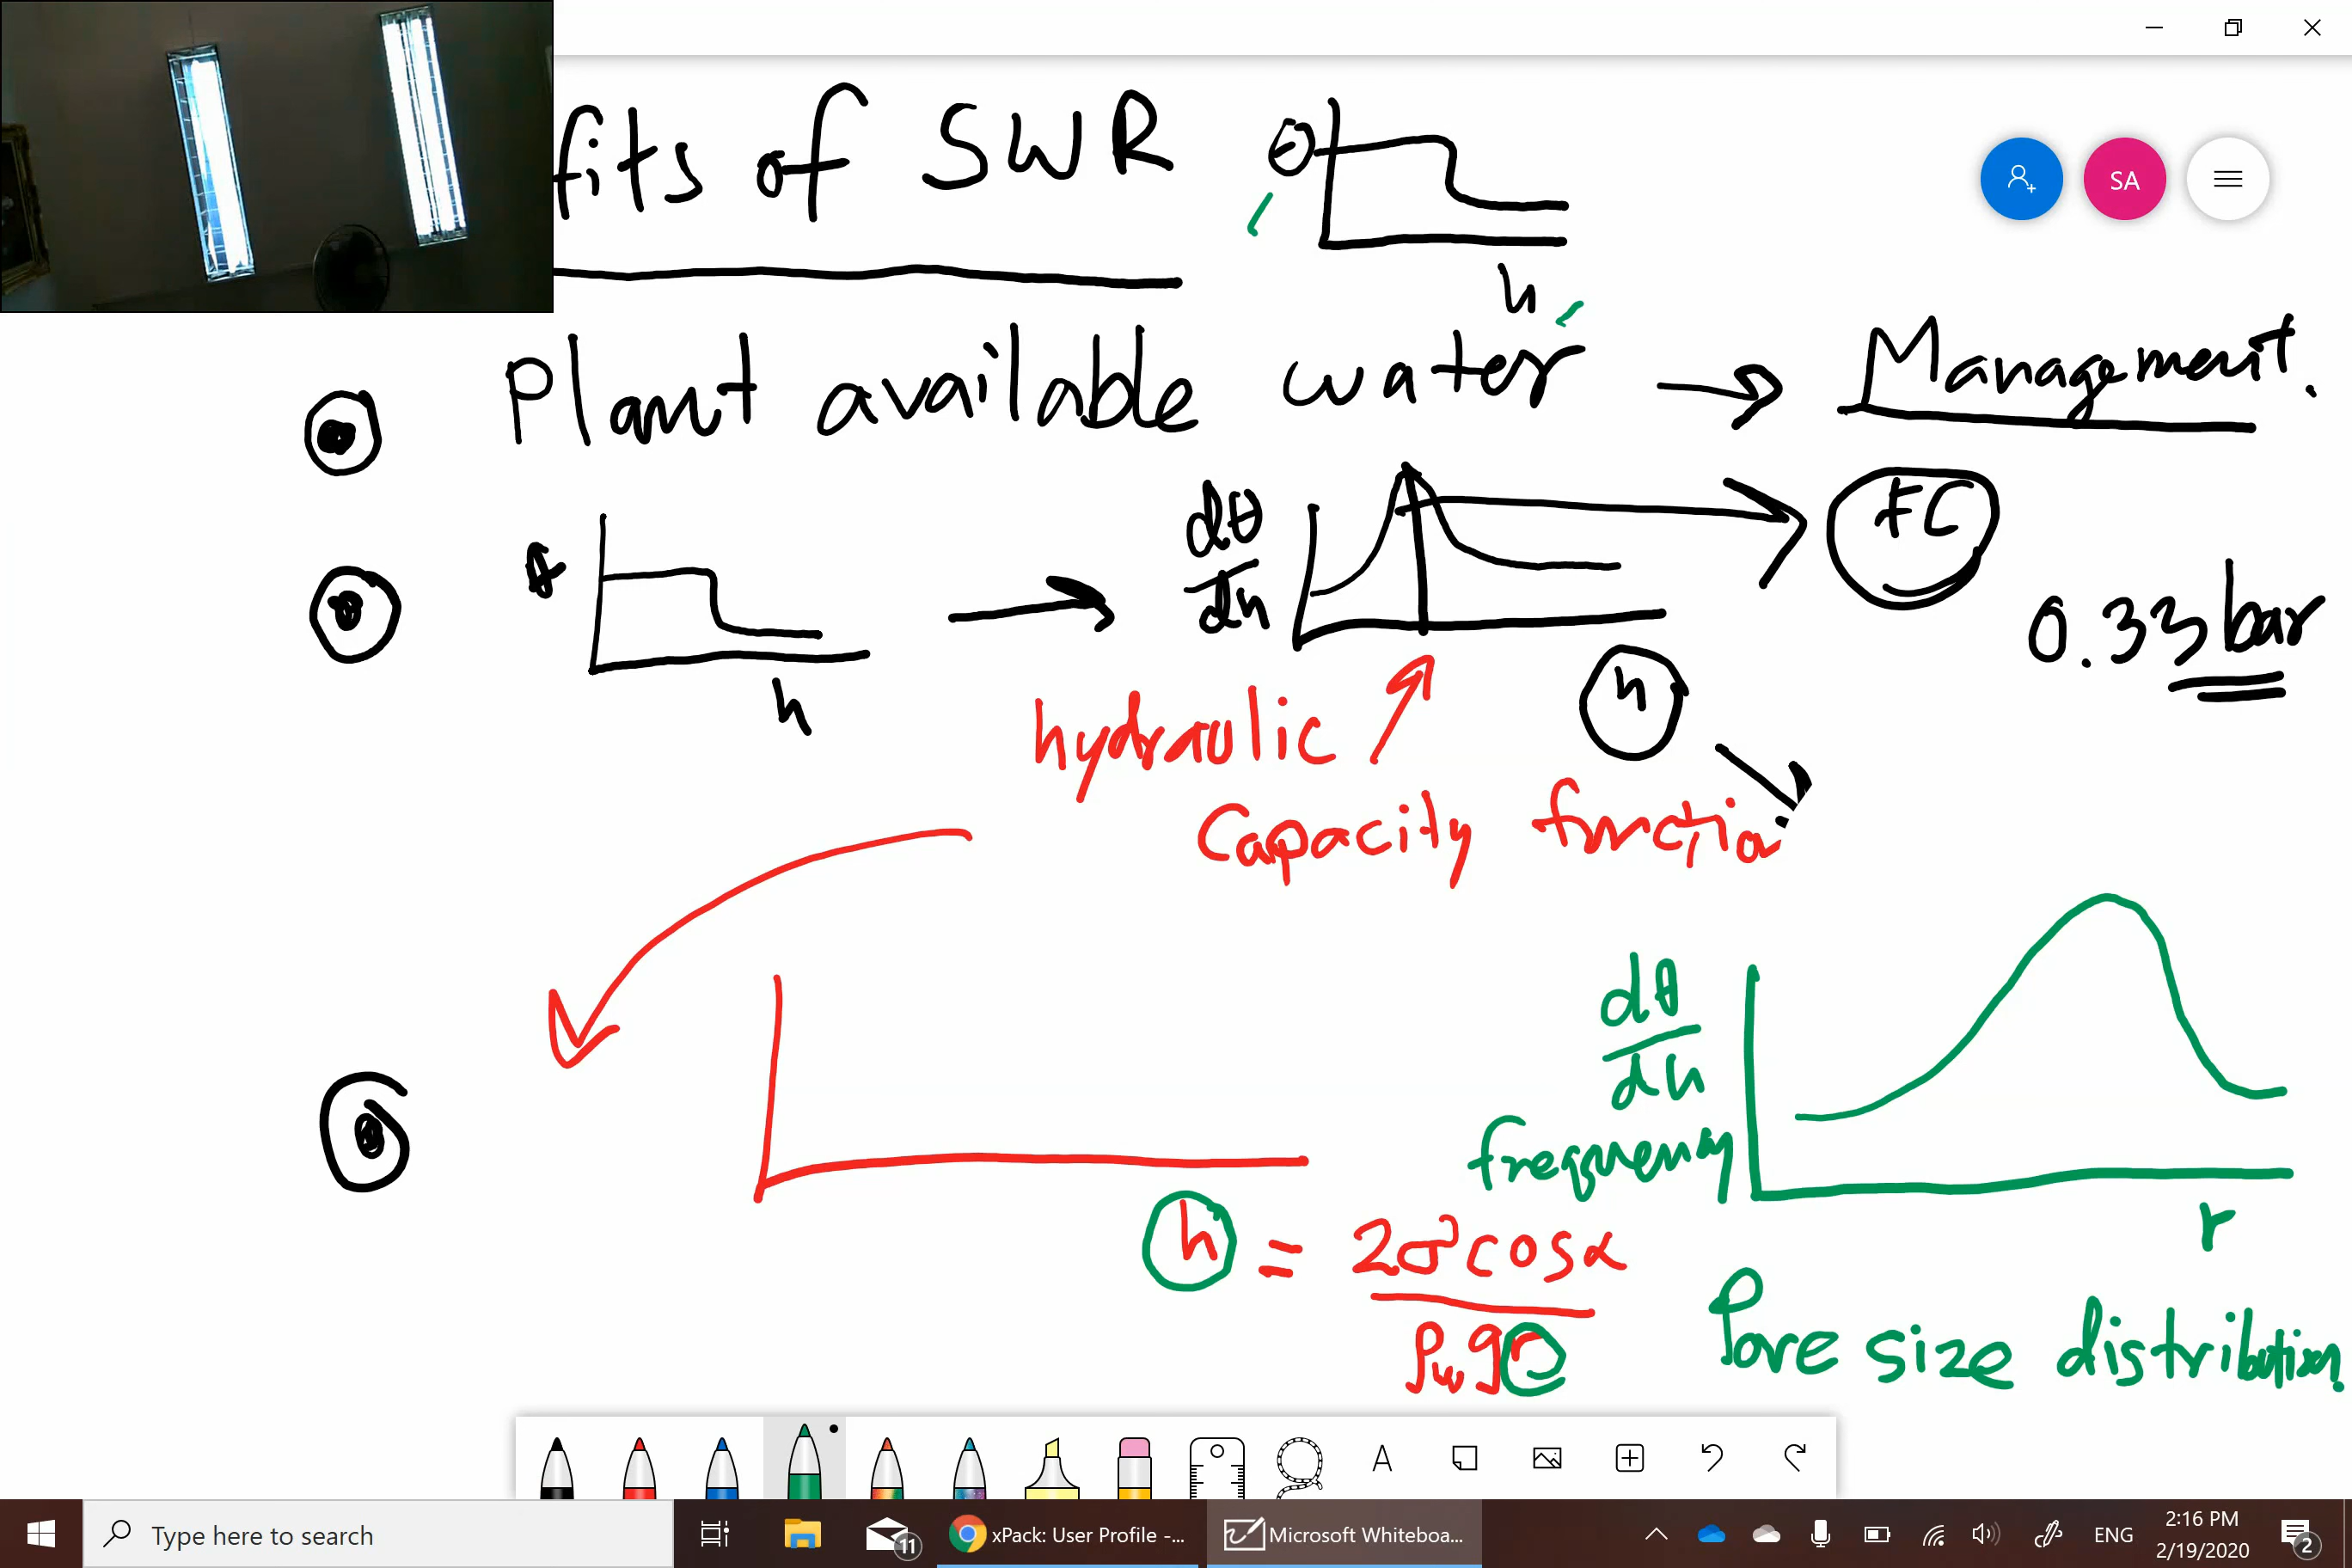 fits of SWR
θ
h
SA
Plant available water → Management.
θ
h
dθ
dh
h
FC
0.33 bar
hydraulic
Capacity function
dθ
dh
frequency
r
h = 2σ cosα
ρw g r
Pore size distribution
A
Type here to search
11
xPack: User Profile -...
Microsoft Whiteboa...
ENG
2:16 PM
2/19/2020
2